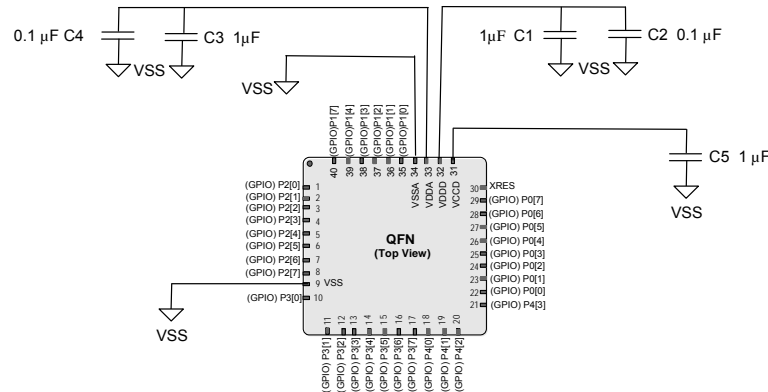 0.1 µF C4
C3 1µF
VSS
VSS
1µF C1
C2 0.1 µF
VSS
C5 1 µF
VSS
(GPIO)P1[7]
(GPIO)P1[4]
(GPIO)P1[3]
(GPIO)P1[2]
(GPIO)P1[1]
(GPIO)P1[0]
40
39
38
37
36
35
34
33
32
31
VSSA
VDDA
VDDD
VCCD
QFN
(Top View)
(GPIO) P2[0] 1
(GPIO) P2[1] 2
(GPIO) P2[2] 3
(GPIO) P2[3] 4
(GPIO) P2[4] 5
(GPIO) P2[5] 6
(GPIO) P2[6] 7
(GPIO) P2[7] 8
9 VSS
(GPIO) P3[0] 10
VSS
30 XRES
29 (GPIO) P0[7]
28 (GPIO) P0[6]
27 (GPIO) P0[5]
26 (GPIO) P0[4]
25 (GPIO) P0[3]
24 (GPIO) P0[2]
23 (GPIO) P0[1]
22 (GPIO) P0[0]
21 (GPIO) P4[3]
11
12
13
14
15
16
17
18
19
20
(GPIO) P3[1]
(GPIO) P3[2]
(GPIO) P3[3]
(GPIO) P3[4]
(GPIO) P3[5]
(GPIO) P3[6]
(GPIO) P3[7]
(GPIO) P4[0]
(GPIO) P4[1]
(GPIO) P4[2]